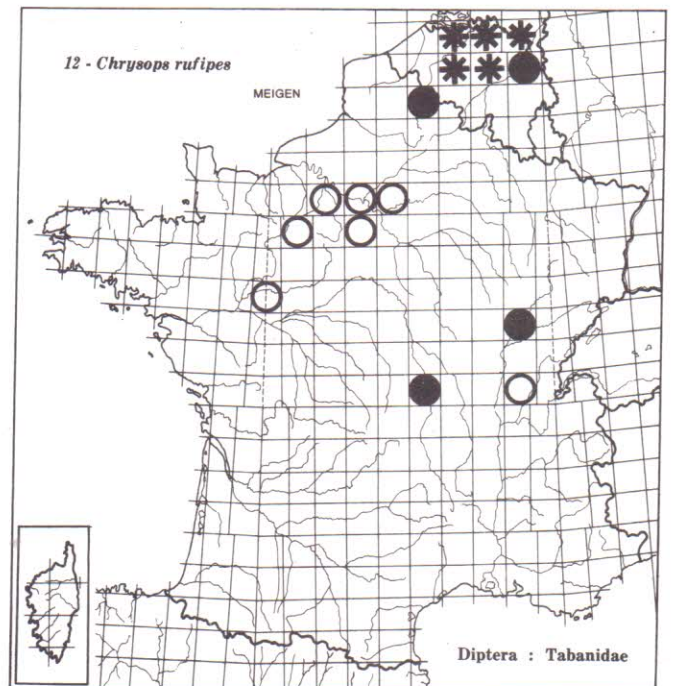 12 - Chrysops rufipes
MEIGEN
Diptera : Tabanidae